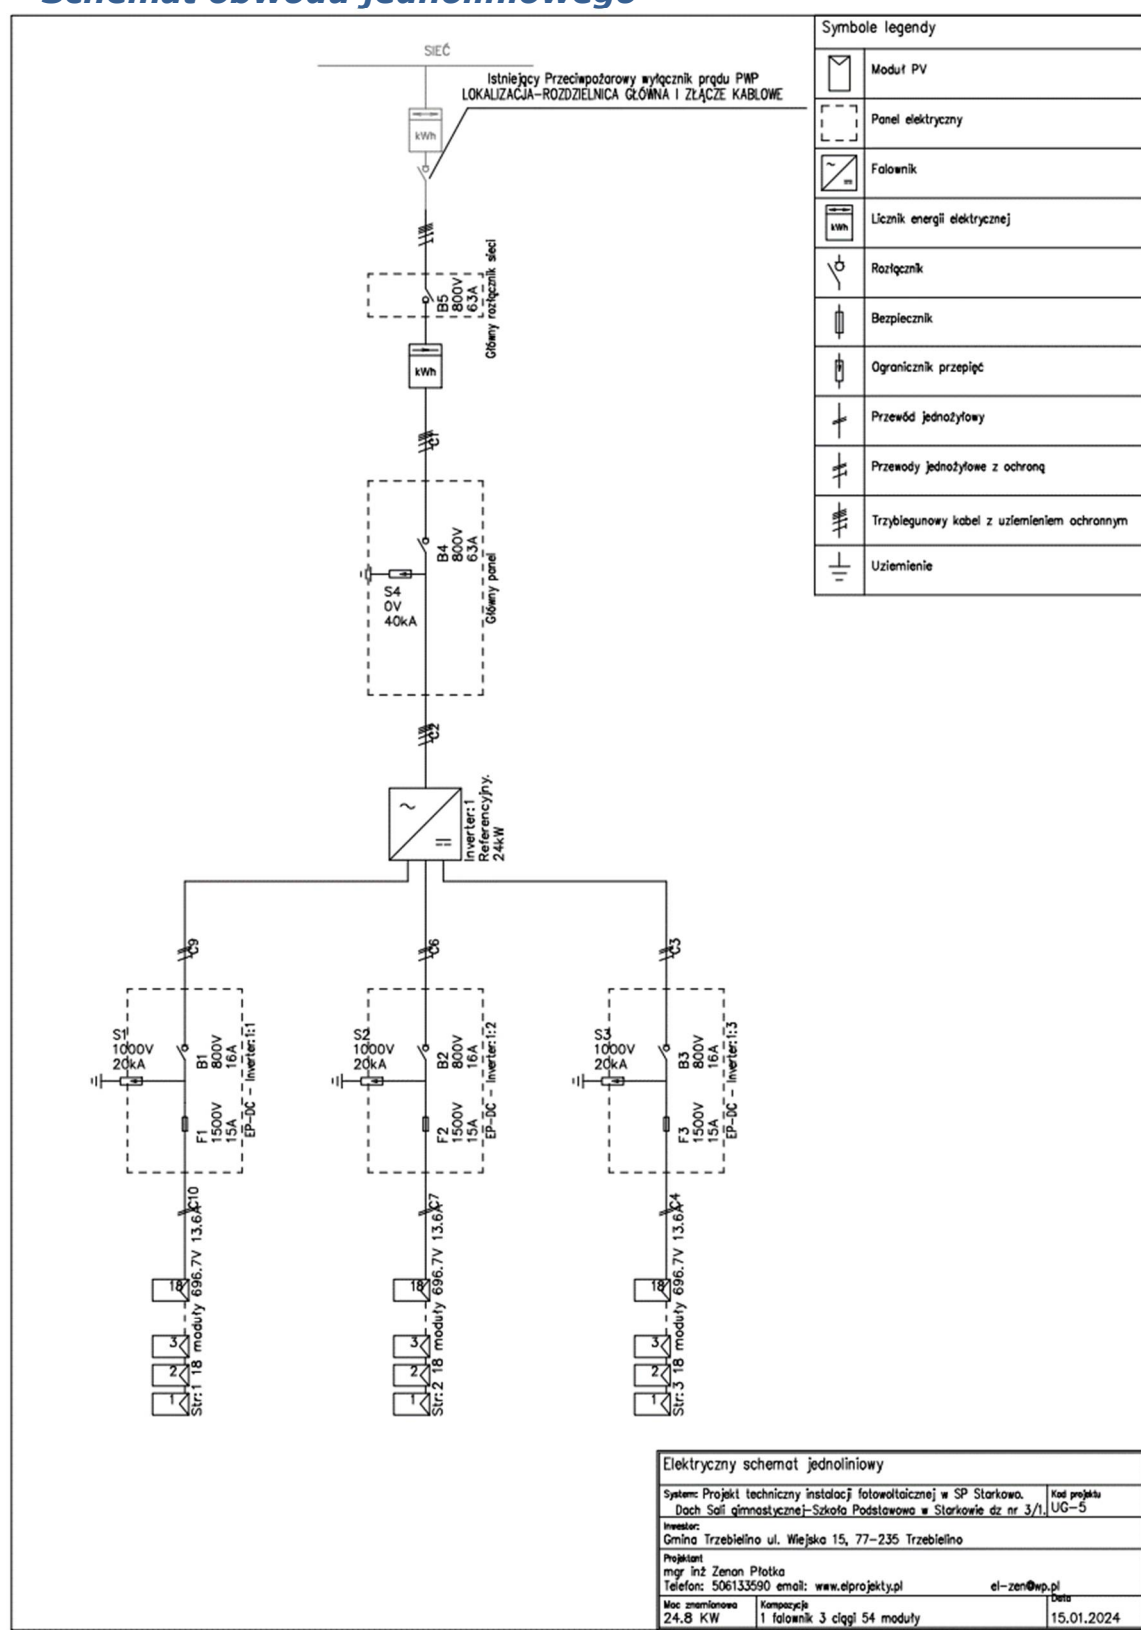 Schemat obwodu jednoliniowego
SIEĆ
Istniejący Przeciwpożarowy wyłącznik prądu PWP
LOKALIZACJA-ROZDZIELNICA GŁÓWNA I ZŁĄCZE KABLOWE
kWh
B5
800V
63A
Główny rozłącznik sieci
kWh
C1
B4
800V
63A
S4
0V
40kA
Główny panel
C2
Inverter:1
Referencyjny.
24kW
C9
C6
C3
S1
1000V
20kA
B1
800V
16A
F1
1500V
15A
EP-DC - Inverter:1:1
S2
1000V
20kA
B2
800V
16A
F2
1500V
15A
EP-DC - Inverter:1:2
S3
1000V
20kA
B3
800V
16A
F3
1500V
15A
EP-DC - Inverter:1:3
C10
C7
C4
18
3
2
1
Str:1 18 moduły 696.7V 13.6A
18
3
2
1
Str:2 18 moduły 696.7V 13.6A
18
3
2
1
Str:3 18 moduły 696.7V 13.6A
Symbole legendy
Moduł PV
Panel elektryczny
Falownik
kWh
Licznik energii elektrycznej
Rozłącznik
Bezpiecznik
Ogranicznik przepięć
Przewód jednożyłowy
Przewody jednożyłowe z ochroną
Trzybiegunowy kabel z uziemieniem ochronnym
Uziemienie
Elektryczny schemat jednoliniowy
System: Projekt techniczny instalacji fotowoltaicznej w SP Starkowo.
Dach Sali gimnastycznej-Szkoła Podstawowa w Starkowie dz nr 3/1.
Kod projektu
UG-5
Inwestor:
Gmina Trzebielino ul. Wiejska 15, 77-235 Trzebielino
Projektant
mgr inż Zenon Płotka
Telefon: 506133590 email: www.elprojekty.pl el-zen@wp.pl
Moc znamionowa
24.8 KW
Kompozycja
1 falownik 3 ciągi 54 moduły
Data
15.01.2024